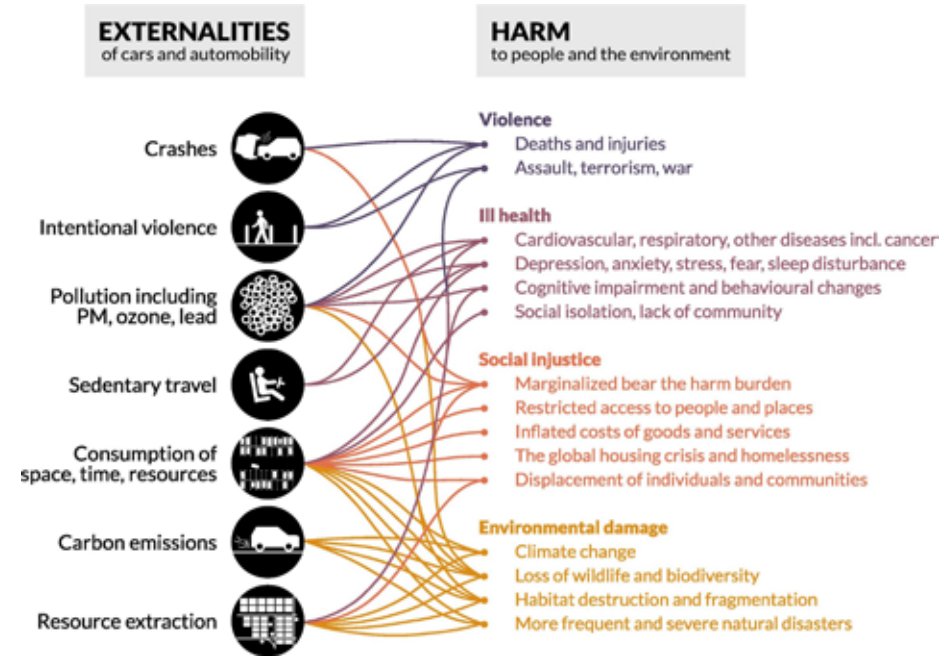 EXTERNALITIES
of cars and automobility
HARM
to people and the environment
Crashes
Intentional violence
Pollution including
PM, ozone, lead
Sedentary travel
Consumption of
space, time, resources
Carbon emissions
Resource extraction
Violence
Deaths and injuries
Assault, terrorism, war
Ill health
Cardiovascular, respiratory, other diseases incl. cancer
Depression, anxiety, stress, fear, sleep disturbance
Cognitive impairment and behavioural changes
Social isolation, lack of community
Social injustice
Marginalized bear the harm burden
Restricted access to people and places
Inflated costs of goods and services
The global housing crisis and homelessness
Displacement of individuals and communities
Environmental damage
Climate change
Loss of wildlife and biodiversity
Habitat destruction and fragmentation
More frequent and severe natural disasters